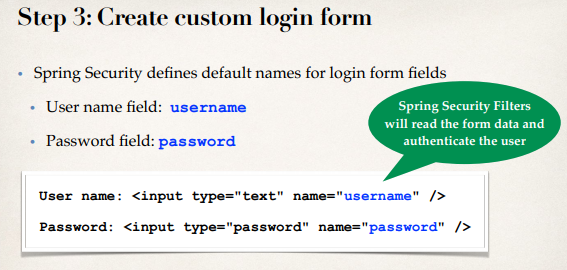 Step 3: Create custom login form
• Spring Security defines default names for login form fields
• User name field: username
• Password field: password
Spring Security Filters
will read the form data and
authenticate the user
User name: <input type="text" name="username" />
Password: <input type="password" name="password" />